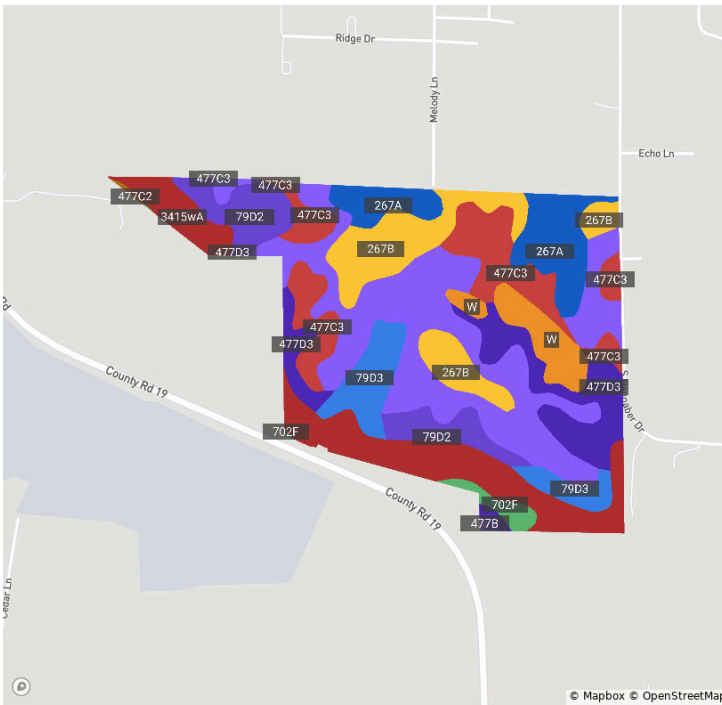 Ridge Dr
Melody Ln
Echo Ln
477C3
477C3
477C2
267A
3415wA
79D2
477C3
267B
267B
267A
477D3
477C3
477C3
W
477C3
W
477D3
477C3
79D3
267B
477D3
County Rd 19
702F
79D2
Rd
79D3
County Rd 19
702F
477B
Cedar Ln
© Mapbox © OpenStreetMap